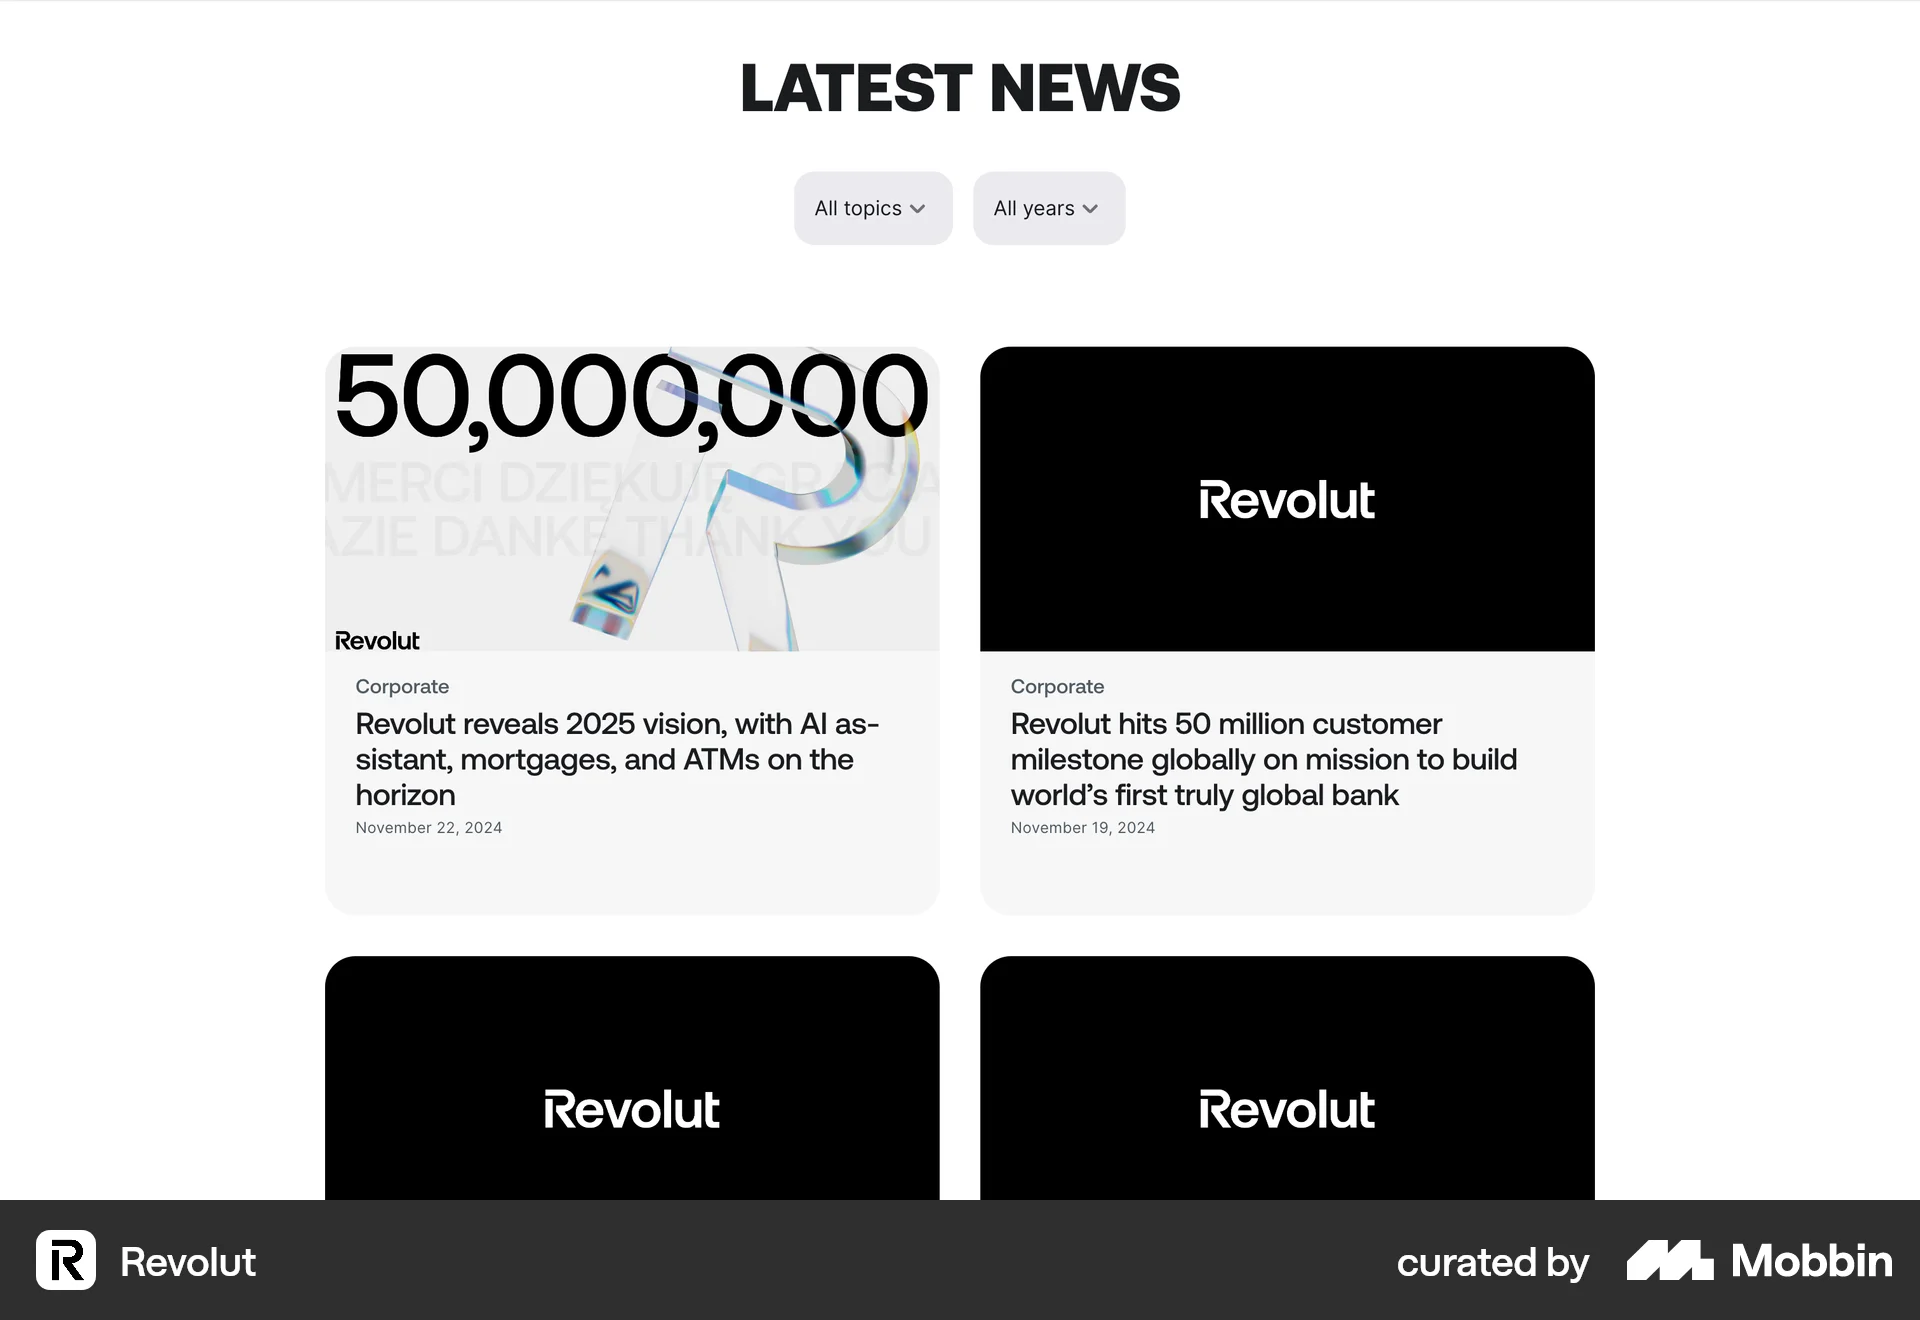 LATEST NEWS
All topics
All years
50,000,000
MERCI DZIĘKUJĘ GRACIA
AZIE DANKE THANK YOU
Revolut
Corporate
Revolut reveals 2025 vision, with AI as-
sistant, mortgages, and ATMs on the
horizon
November 22, 2024
Revolut
Corporate
Revolut hits 50 million customer
milestone globally on mission to build
world’s first truly global bank
November 19, 2024
Revolut
Revolut
R Revolut
curated by Mobbin